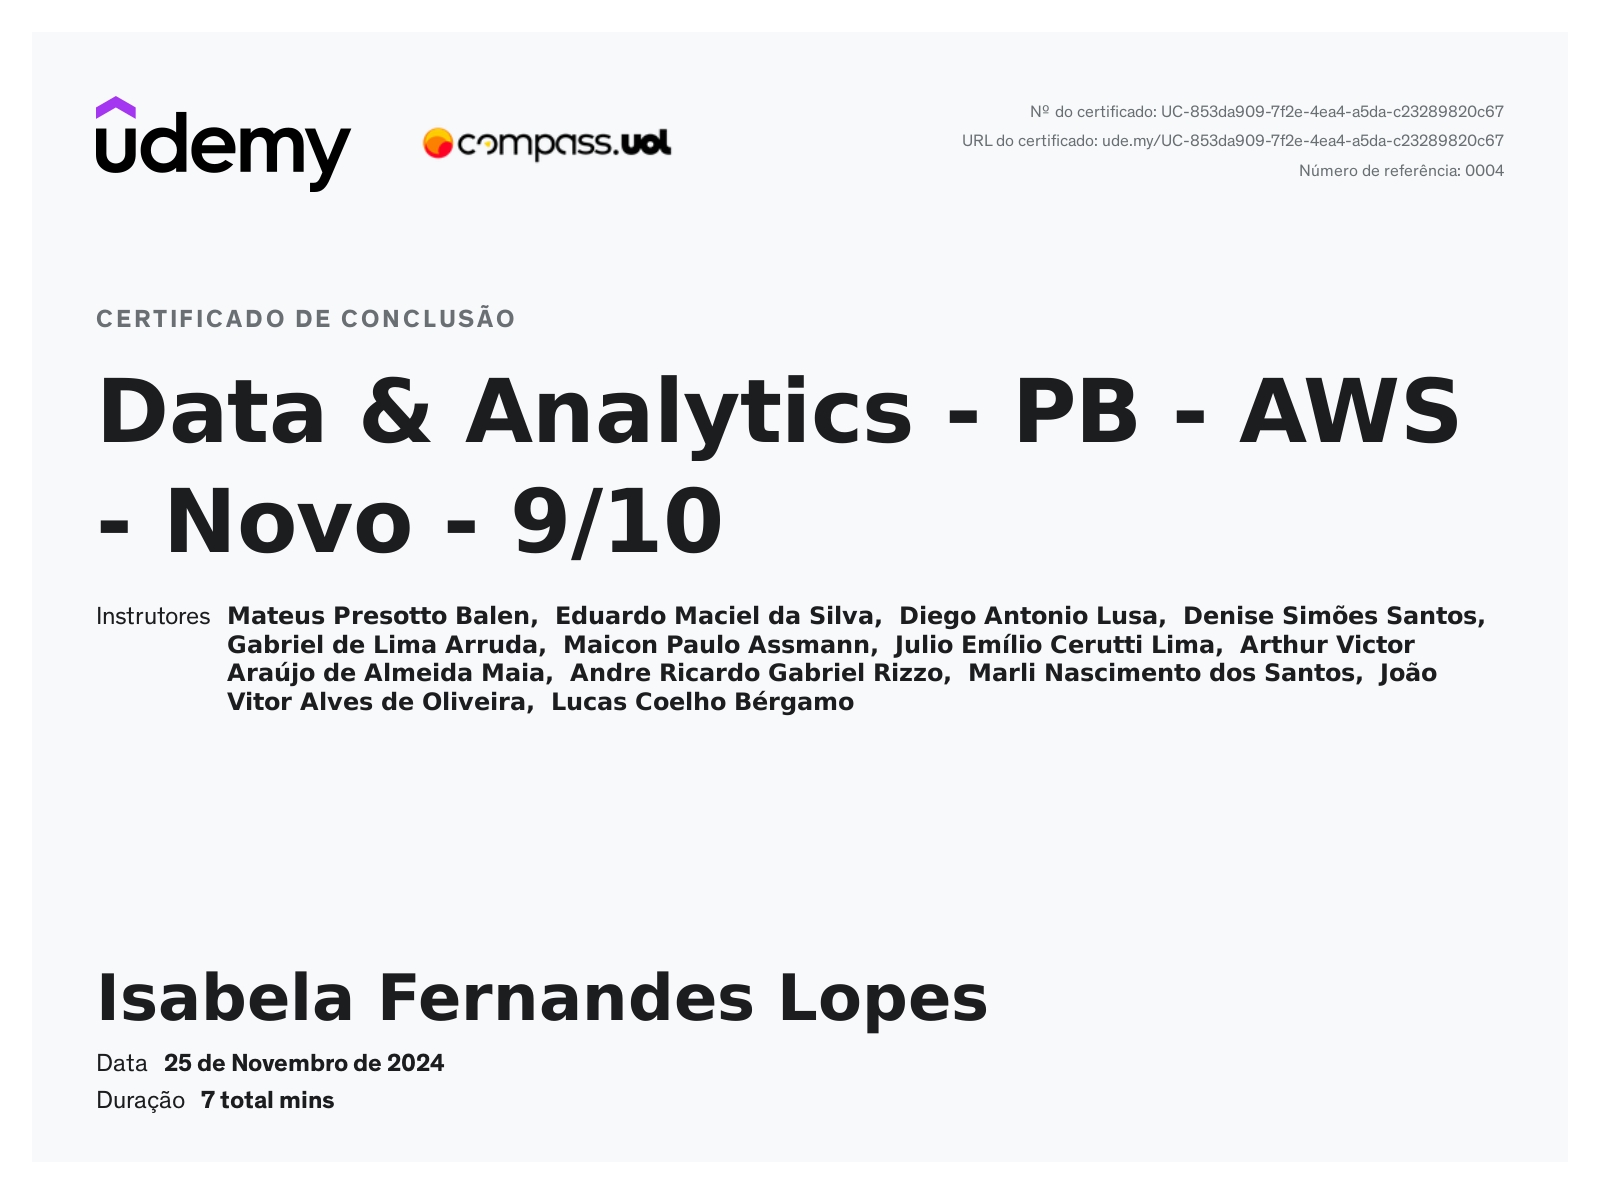 udemy
compass.uol
Nº do certificado: UC-853da909-7f2e-4ea4-a5da-c23289820c67
URL do certificado: ude.my/UC-853da909-7f2e-4ea4-a5da-c23289820c67
Número de referência: 0004
CERTIFICADO DE CONCLUSÃO
Data & Analytics - PB - AWS
- Novo - 9/10
Instrutores Mateus Presotto Balen, Eduardo Maciel da Silva, Diego Antonio Lusa, Denise Simões Santos,
Gabriel de Lima Arruda, Maicon Paulo Assmann, Julio Emílio Cerutti Lima, Arthur Victor
Araújo de Almeida Maia, Andre Ricardo Gabriel Rizzo, Marli Nascimento dos Santos, João
Vitor Alves de Oliveira, Lucas Coelho Bérgamo
Isabela Fernandes Lopes
Data 25 de Novembro de 2024
Duração 7 total mins